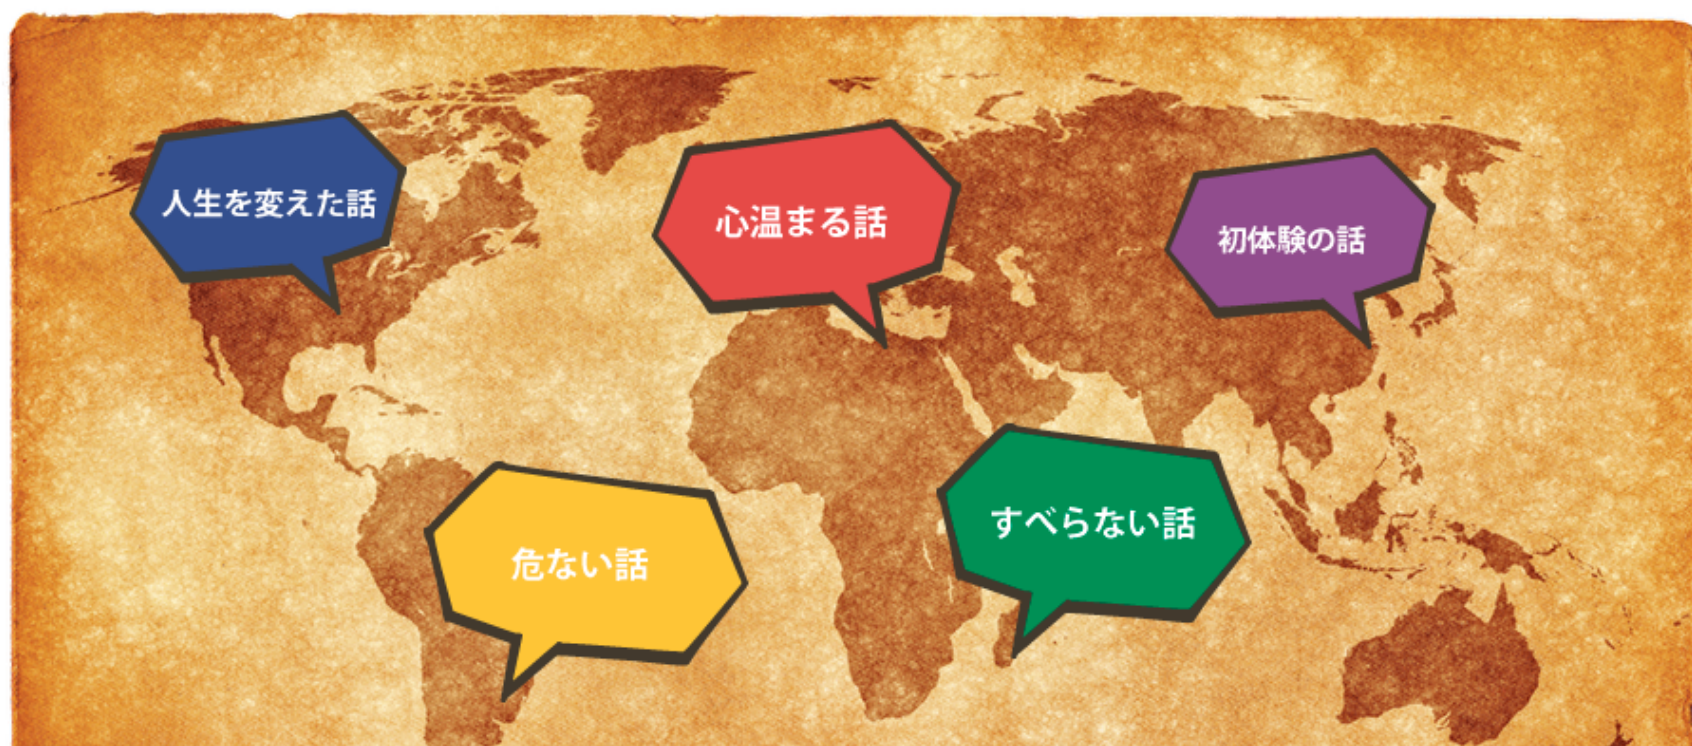 人生を変えた話
心温まる話
初体験の話
危ない話
すべらない話